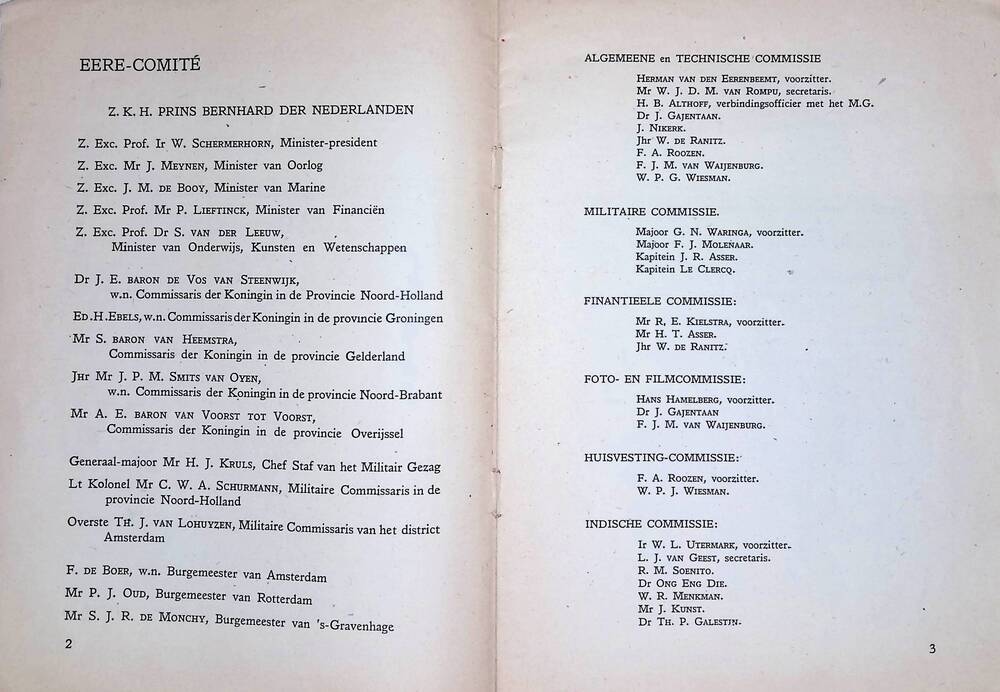 EERE-COMITÉ
Z. K. H. PRINS BERNHARD DER NEDERLANDEN
Z. Exc. Prof. Ir W. SCHERMERHORN, Minister-president
Z. Exc. Mr J. MEYNEN, Minister van Oorlog
Z. Exc. J. M. DE BOOY, Minister van Marine
Z. Exc. Prof. Mr P. LIEFTINCK, Minister van Financiën
Z. Exc. Prof. Dr S. VAN DER LEEUW,
Minister van Onderwijs, Kunsten en Wetenschappen
Dr J. E. BARON DE VOS VAN STEENWIJK,
w.n. Commissaris der Koningin in de Provincie Noord-Holland
ED. H. EBELS, w.n. Commissaris der Koningin in de provincie Groningen
Mr S. BARON VAN HEEMSTRA,
Commissaris der Koningin in de provincie Gelderland
JHR Mr J. P. M. SMITS VAN OYEN,
w.n. Commissaris der Koningin in de provincie Noord-Brabant
Mr A. E. BARON VAN VOORST TOT VOORST,
Commissaris der Koningin in de provincie Overijssel
Generaal-majoor Mr H. J. KRULS, Chef Staf van het Militair Gezag
Lt Kolonel Mr C. W. A. SCHURMANN, Militaire Commissaris in de
provincie Noord-Holland
Overste TH. J. VAN LOHUYZEN, Militaire Commissaris van het district
Amsterdam
F. DE BOER, w.n. Burgemeester van Amsterdam
Mr P. J. OUD, Burgemeester van Rotterdam
Mr S. J. R. DE MONCHY, Burgemeester van 's-Gravenhage
2
ALGEMEENE en TECHNISCHE COMMISSIE
HERMAN VAN DEN EERENBEEMT, voorzitter.
Mr W. J. D. M. VAN ROMPU, secretaris.
H. B. ALTHOFF, verbindingsofficier met het M.G.
Dr J. GAJENTAAN.
J. NIKERK.
Jhr W. DE RANITZ.
F. A. ROOZEN.
F. J. M. VAN WAIJENBURG.
W. P. G. WIESMAN.
MILITAIRE COMMISSIE.
Majoor G. N. WARINGA, voorzitter.
Majoor F. J. MOLENAAR.
Kapitein J. R. ASSER.
Kapitein LE CLERCQ.
FINANTIEELE COMMISSIE:
Mr R. E. KIELSTRA, voorzitter.
Mr H. T. ASSER.
Jhr W. DE RANITZ.
FOTO- EN FILMCOMMISSIE:
HANS HAMELBERG, voorzitter.
Dr J. GAJENTAAN
F. J. M. VAN WAIJENBURG.
HUISVESTING-COMMISSIE:
F. A. ROOZEN, voorzitter.
W. P. J. WIESMAN.
INDISCHE COMMISSIE:
Ir W. L. UTERMARK, voorzitter.
L. J. VAN GEEST, secretaris.
R. M. SOENITO.
Dr ONG ENG DIE.
W. R. MENKMAN.
Mr J. KUNST.
Dr TH. P. GALESTIN.
3